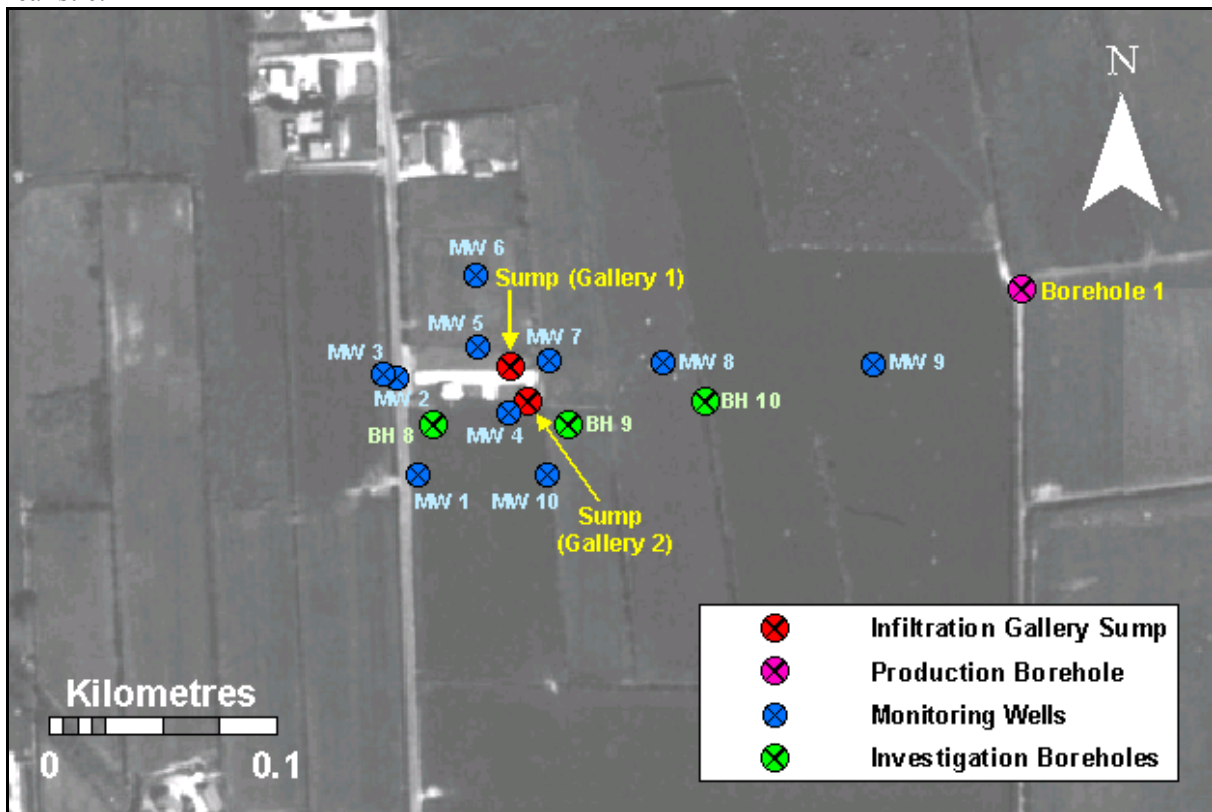 N
MW 6
Sump (Gallery 1)
Borehole 1
MW 5
MW 7
MW 3
MW 8
MW 9
MW 2
BH 10
BH 8
MW 4
BH 9
MW 1
MW 10
Sump
(Gallery 2)
Infiltration Gallery Sump
Production Borehole
Monitoring Wells
Investigation Boreholes
Kilometres
0
0.1